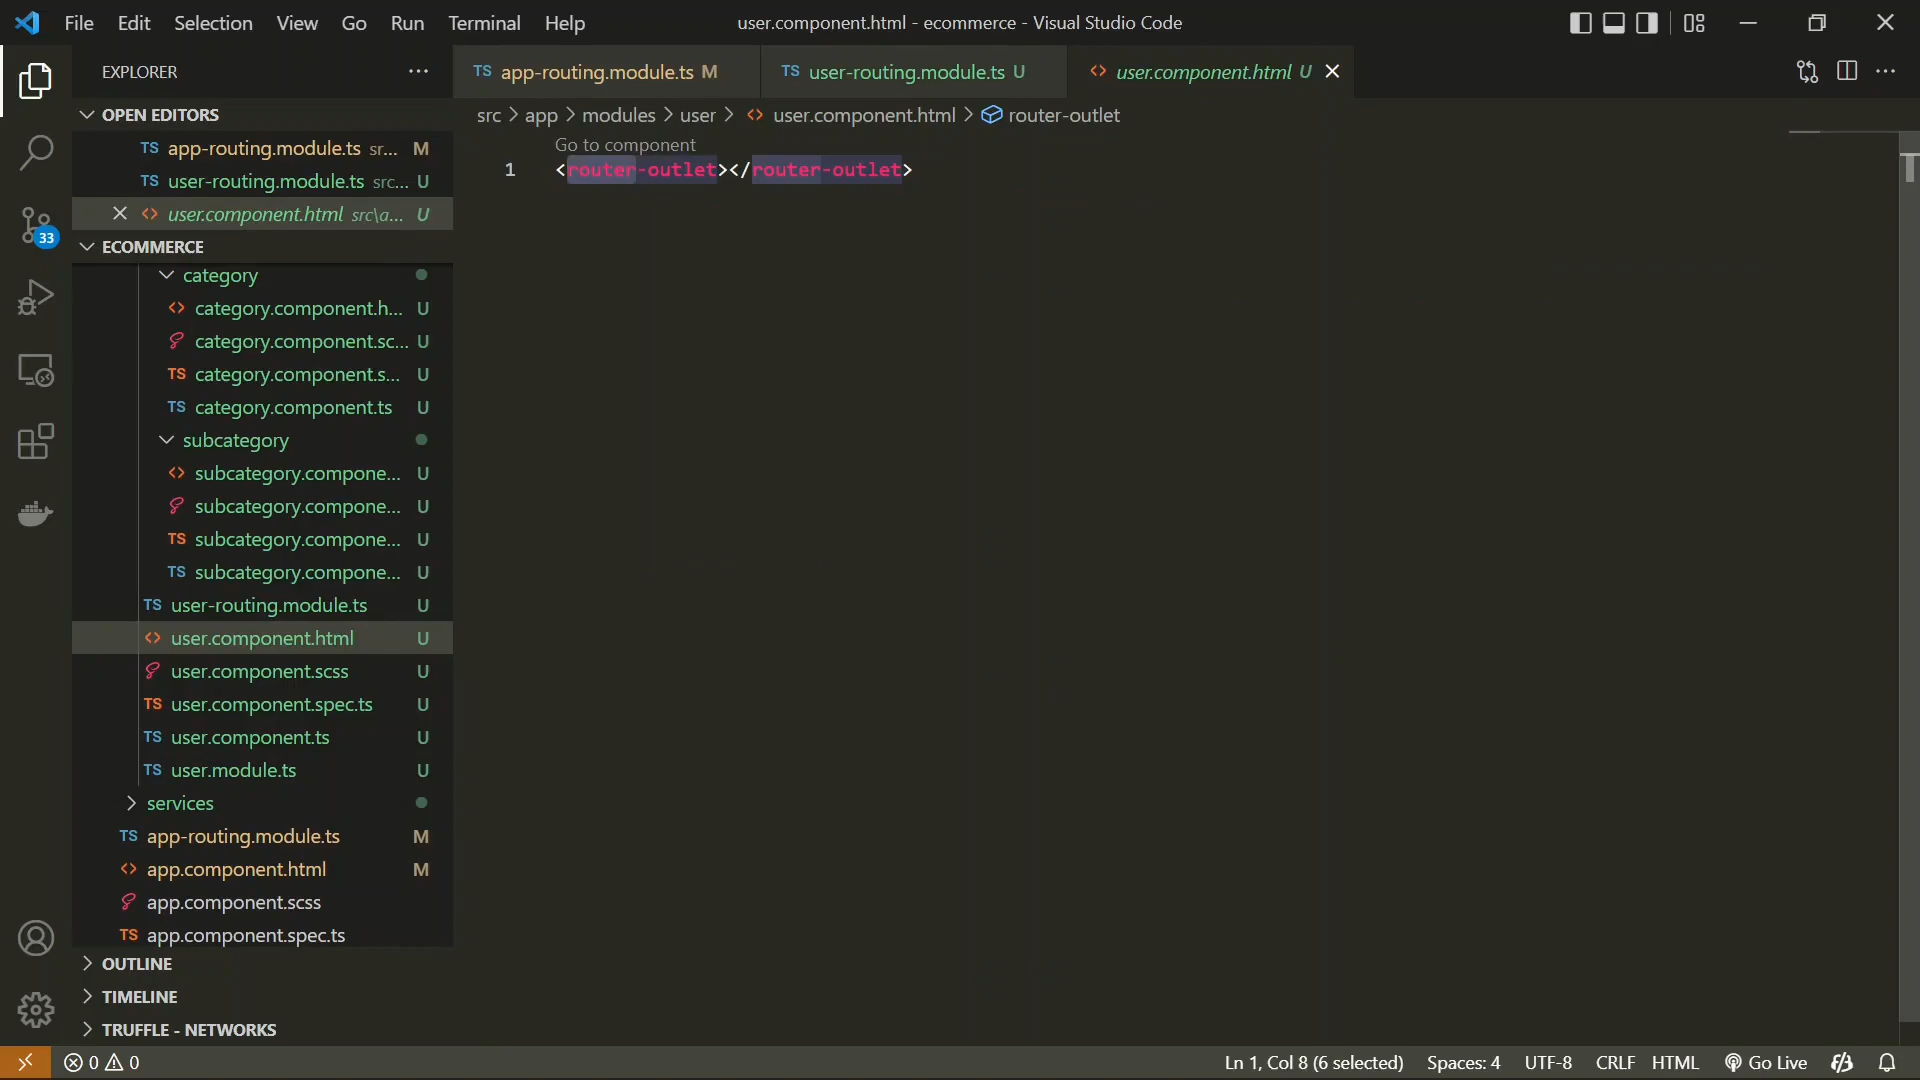 File Edit Selection View Go Run Terminal Help
user.component.html - ecommerce - Visual Studio Code
EXPLORER
OPEN EDITORS
TS app-routing.module.ts sr... M
TS user-routing.module.ts src... U
user.component.html src\a... U
33
ECOMMERCE
category
category.component.h... U
category.component.sc... U
TS category.component.s... U
TS category.component.ts U
subcategory
subcategory.compone... U
subcategory.compone... U
TS subcategory.compone... U
TS subcategory.compone... U
TS user-routing.module.ts U
user.component.html U
user.component.scss U
TS user.component.spec.ts U
TS user.component.ts U
TS user.module.ts U
services
TS app-routing.module.ts M
app.component.html M
app.component.scss
TS app.component.spec.ts
OUTLINE
TIMELINE
TRUFFLE - NETWORKS
TS app-routing.module.ts M
TS user-routing.module.ts U
user.component.html U
src > app > modules > user > user.component.html > router-outlet
Go to component
1 <router-outlet></router-outlet>
0 0
Ln 1, Col 8 (6 selected) Spaces: 4 UTF-8 CRLF HTML Go Live